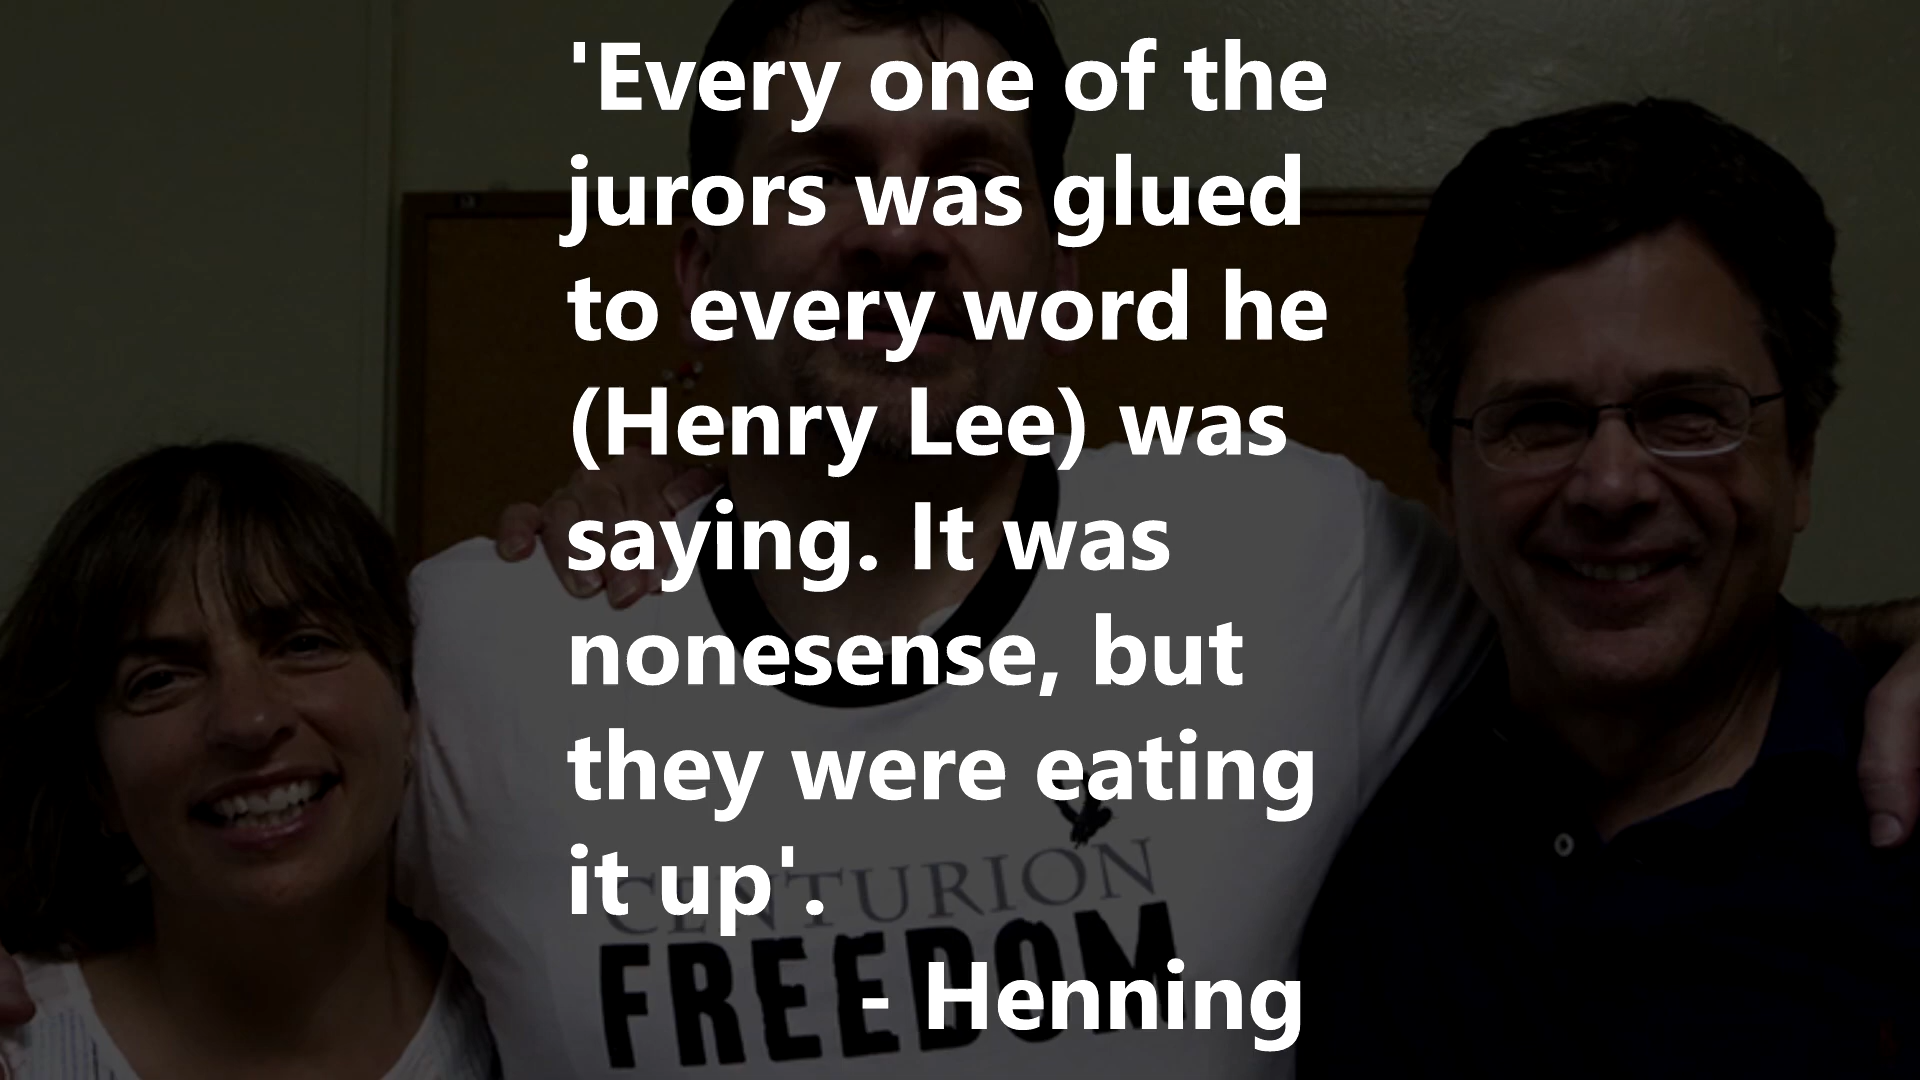 'Every one of the
jurors was glued
to every word he
(Henry Lee) was
saying. It was
nonesense, but
they were eating
it up'.
- Henning
CENTURION
FREEDOM